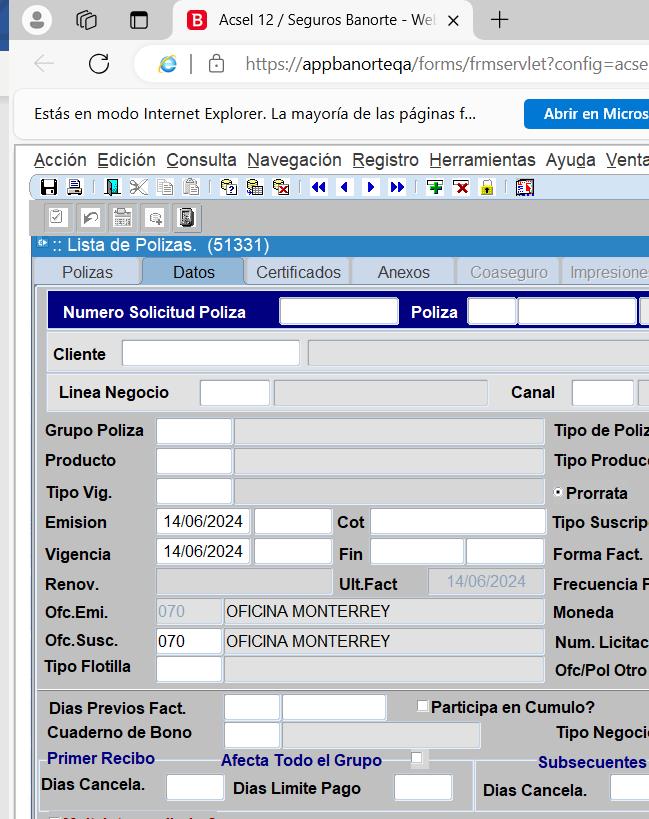 Acsel 12 / Seguros Banorte - Web
https://appbanorteqa/forms/frmservlet?config=acse
Estás en modo Internet Explorer. La mayoría de las páginas f...
Abrir en Micros
Acción Edición Consulta Navegación Registro Herramientas Ayuda Venta
:: Lista de Polizas. (51331)
Polizas Datos Certificados Anexos Coaseguro Impresione
Numero Solicitud Poliza Poliza
Cliente
Linea Negocio Canal
Grupo Poliza Tipo de Poliz
Producto Tipo Produc
Tipo Vig. Prorrata
Emision 14/06/2024 Cot Tipo Suscrip
Vigencia 14/06/2024 Fin Forma Fact.
Renov. Ult.Fact 14/06/2024 Frecuencia F
Ofc.Emi. 070 OFICINA MONTERREY Moneda
Ofc.Susc. 070 OFICINA MONTERREY Num. Licitac
Tipo Flotilla Ofc/Pol Otro
Dias Previos Fact. Participa en Cumulo?
Cuaderno de Bono Tipo Negoci
Primer Recibo Afecta Todo el Grupo Subsecuentes
Dias Cancela. Dias Limite Pago Dias Cancela.